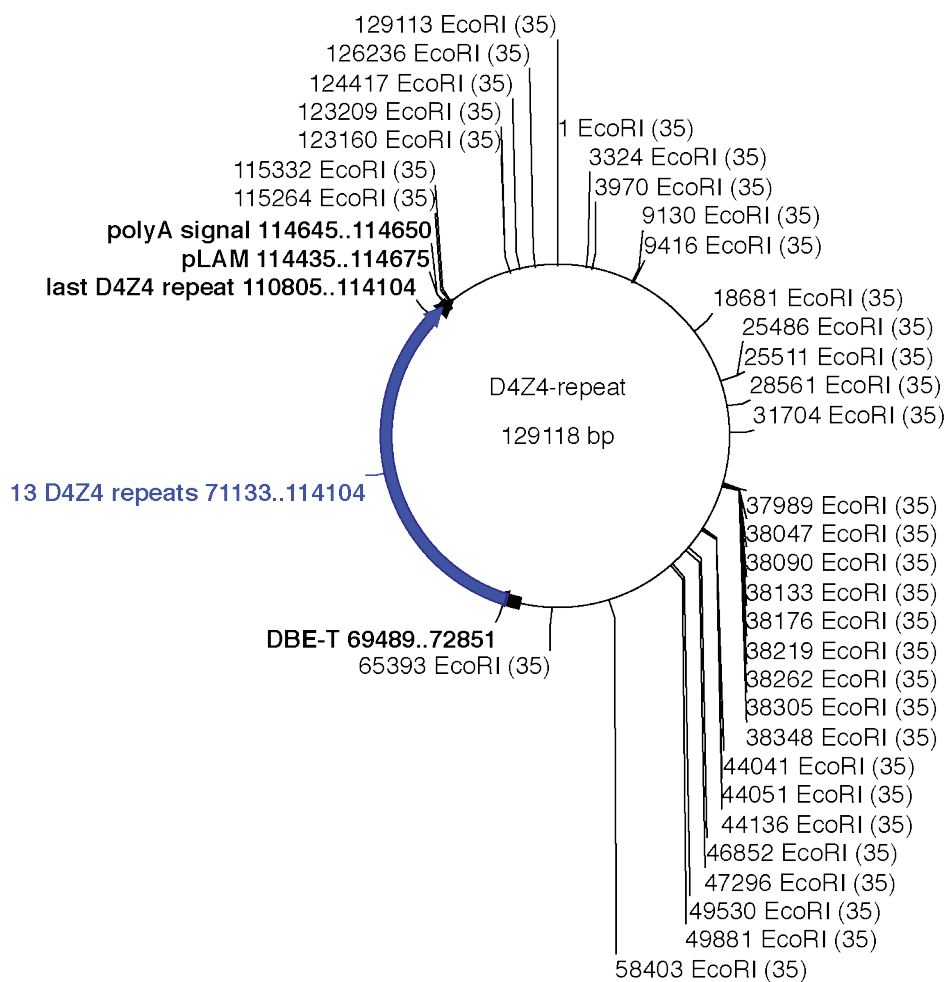 129113 EcoRI (35)
126236 EcoRI (35)
124417 EcoRI (35)
123209 EcoRI (35)
123160 EcoRI (35)
115332 EcoRI (35)
115264 EcoRI (35)
polyA signal 114645..114650
pLAM 114435..114675
last D4Z4 repeat 110805..114104
1 EcoRI (35)
3324 EcoRI (35)
3970 EcoRI (35)
9130 EcoRI (35)
9416 EcoRI (35)
18681 EcoRI (35)
25486 EcoRI (35)
25511 EcoRI (35)
28561 EcoRI (35)
31704 EcoRI (35)
D4Z4-repeat
129118 bp
13 D4Z4 repeats 71133..114104
37989 EcoRI (35)
38047 EcoRI (35)
38090 EcoRI (35)
38133 EcoRI (35)
38176 EcoRI (35)
38219 EcoRI (35)
38262 EcoRI (35)
38305 EcoRI (35)
38348 EcoRI (35)
44041 EcoRI (35)
44051 EcoRI (35)
44136 EcoRI (35)
46852 EcoRI (35)
47296 EcoRI (35)
49530 EcoRI (35)
49881 EcoRI (35)
58403 EcoRI (35)
DBE-T 69489..72851
65393 EcoRI (35)